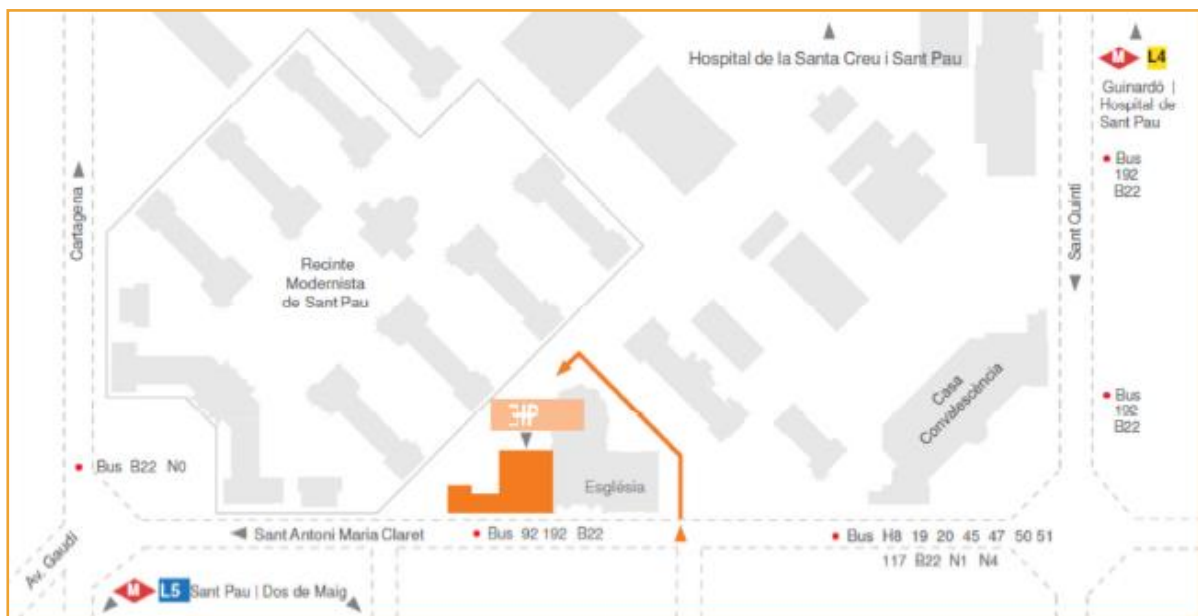 Hospital de la Santa Creu i Sant Pau
M L4
Guinardó |
Hospital de
Sant Pau
Bus
192
B22
Cartagena
Sant Quintí
Recinte
Modernista
de Sant Pau
Casa
Convalescència
Bus
192
B22
Bus B22 N0
Església
Sant Antoni Maria Claret
Bus 92 192 B22
Bus H8 19 20 45 47 50 51
117 B22 N1 N4
Av. Gaudí
M L5 Sant Pau | Dos de Maig